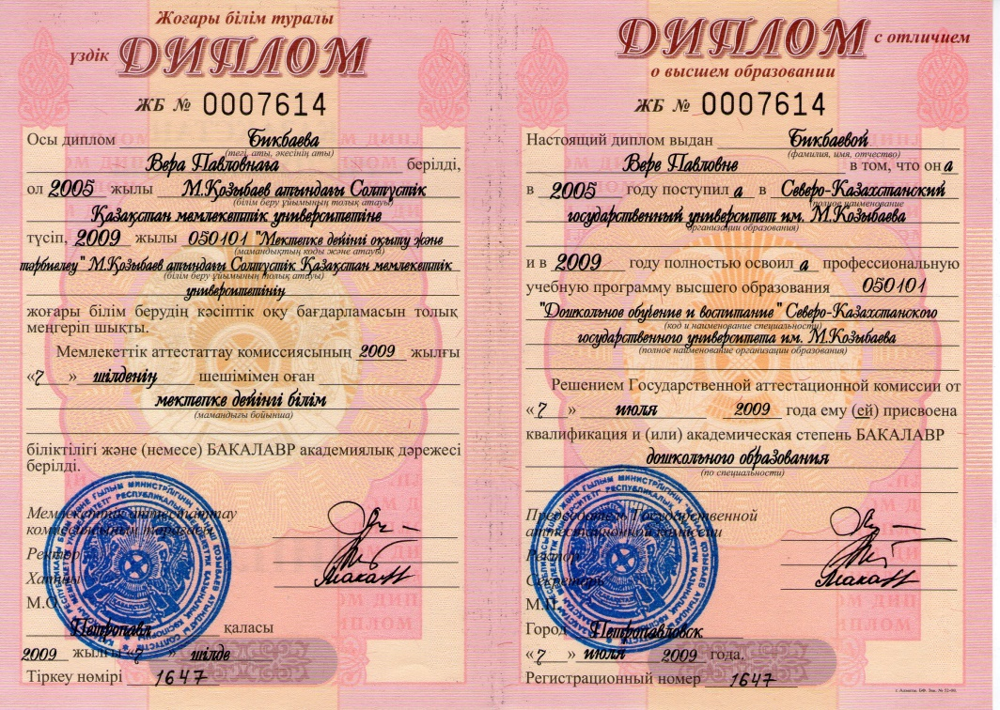 Жоғары білім туралы
үздік ДИПЛОМ
ЖБ № 0007614
Осы диплом Бикбаева
(тегі, аты, әкесінің аты)
Вера Павловнаға берілді,
ол 2005 жылы М.Қозыбаев атындағы Солтүстік
(білім беру ұйымының толық атауы)
Қазақстан мемлекеттік университетіне
түсіп, 2009 жылы 050101 "Мектепке дейінгі оқыту және
(мамандықтың коды және атауы)
тәрбиелеу" М.Қозыбаев атындағы Солтүстік Қазақстан мемлекеттік
(білім беру ұйымының толық атауы)
университетінің
жоғары білім берудің кәсіптік оқу бағдарламасын толық
меңгеріп шықты.
Мемлекеттік аттестаттау комиссиясының 2009 жылғы
«7 » шілденің шешімімен оған
мектепке дейінгі білім
(мамандығы бойынша)
біліктілігі және (немесе) БАКАЛАВР академиялық дәрежесі
берілді.
Мемлекеттік аттестаттау
комиссиясының төрағасы
Ректор
Хатшы
М.О.
Петропавл қаласы
2009 жылғы «7 » шілде
Тіркеу нөмірі 1647
ДИПЛОМ с отличием
о высшем образовании
ЖБ № 0007614
Настоящий диплом выдан Бикбаевой
(фамилия, имя, отчество)
Вере Павловне в том, что она
в 2005 году поступила в Северо-Казахстанский
(полное наименование
государственный университет им. М.Козыбаева
организации образования)
и в 2009 году полностью освоила профессиональную
учебную программу высшего образования 050101
"Дошкольное обучение и воспитание" Северо-Казахстанского
(код и наименование специальности)
государственного университета им. М.Козыбаева
(полное наименование организации образования)
Решением Государственной аттестационной комиссии от
«7 » июля 2009 года ему (ей) присвоена
квалификация и (или) академическая степень БАКАЛАВР
дошкольного образования
(по специальности)
Председатель Государственной
аттестационной комиссии
Ректор
Секретарь
М.П.
Город Петропавловск
«7 » июля 2009 года.
Регистрационный номер 1647